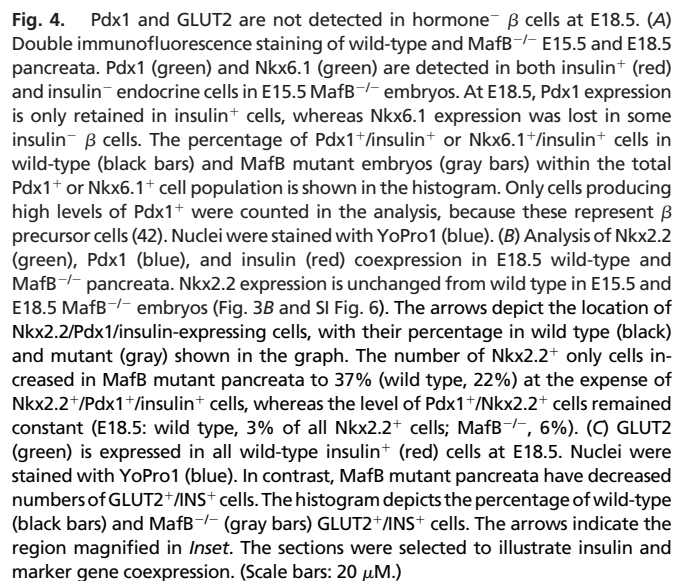 Fig. 4. Pdx1 and GLUT2 are not detected in hormone⁻ β cells at E18.5. (A)
Double immunofluorescence staining of wild-type and MafB⁻/⁻ E15.5 and E18.5
pancreata. Pdx1 (green) and Nkx6.1 (green) are detected in both insulin⁺ (red)
and insulin⁻ endocrine cells in E15.5 MafB⁻/⁻ embryos. At E18.5, Pdx1 expression
is only retained in insulin⁺ cells, whereas Nkx6.1 expression was lost in some
insulin⁻ β cells. The percentage of Pdx1⁺/insulin⁺ or Nkx6.1⁺/insulin⁺ cells in
wild-type (black bars) and MafB mutant embryos (gray bars) within the total
Pdx1⁺ or Nkx6.1⁺ cell population is shown in the histogram. Only cells producing
high levels of Pdx1⁺ were counted in the analysis, because these represent β
precursor cells (42). Nuclei were stained with YoPro1 (blue). (B) Analysis of Nkx2.2
(green), Pdx1 (blue), and insulin (red) coexpression in E18.5 wild-type and
MafB⁻/⁻ pancreata. Nkx2.2 expression is unchanged from wild type in E15.5 and
E18.5 MafB⁻/⁻ embryos (Fig. 3B and SI Fig. 6). The arrows depict the location of
Nkx2.2/Pdx1/insulin-expressing cells, with their percentage in wild type (black)
and mutant (gray) shown in the graph. The number of Nkx2.2⁺ only cells in-
creased in MafB mutant pancreata to 37% (wild type, 22%) at the expense of
Nkx2.2⁺/Pdx1⁺/insulin⁺ cells, whereas the level of Pdx1⁺/Nkx2.2⁺ cells remained
constant (E18.5: wild type, 3% of all Nkx2.2⁺ cells; MafB⁻/⁻, 6%). (C) GLUT2
(green) is expressed in all wild-type insulin⁺ (red) cells at E18.5. Nuclei were
stained with YoPro1 (blue). In contrast, MafB mutant pancreata have decreased
numbers of GLUT2⁺/INS⁺ cells. The histogram depicts the percentage of wild-type
(black bars) and MafB⁻/⁻ (gray bars) GLUT2⁺/INS⁺ cells. The arrows indicate the
region magnified in Inset. The sections were selected to illustrate insulin and
marker gene coexpression. (Scale bars: 20 μM.)